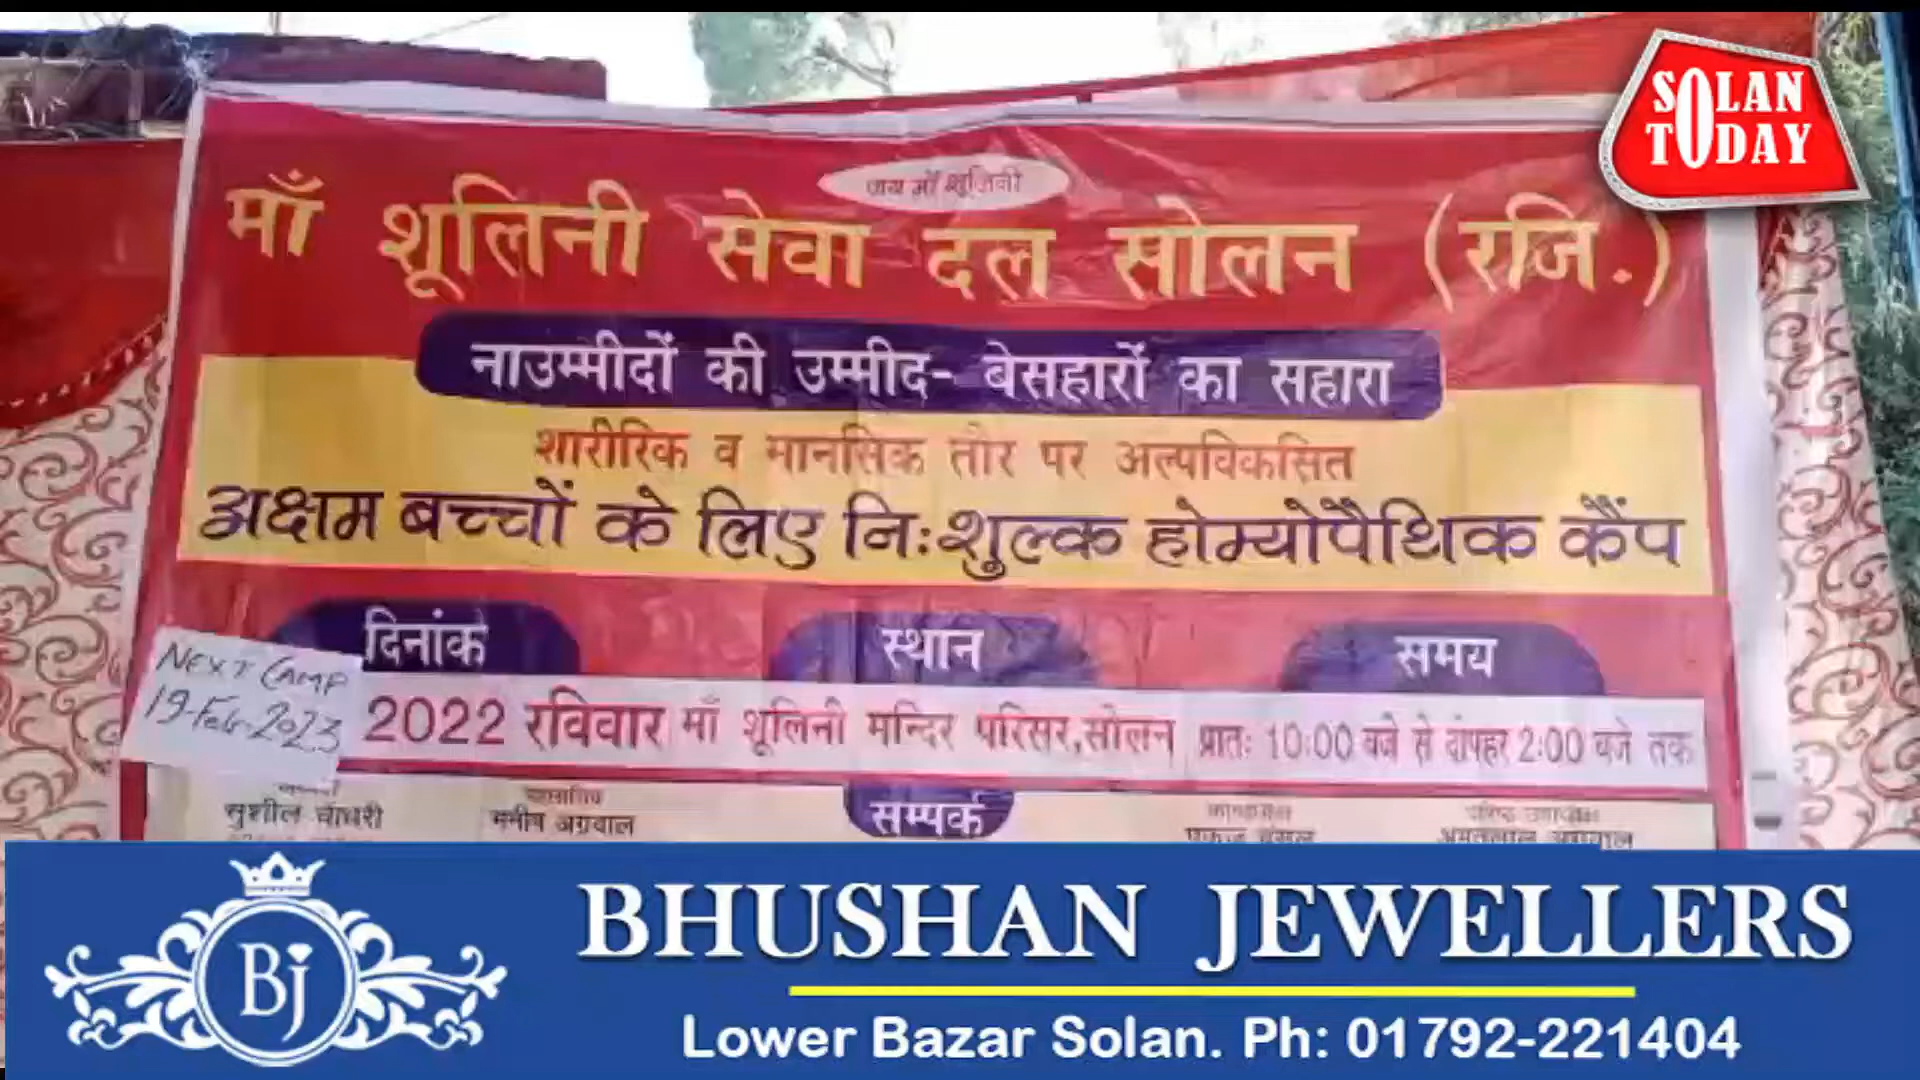 SOLAN
TODAY
जय माँ शूलिनी
माँ शूलिनी सेवा दल सोलन (रजि.)
नाउम्मीदों की उम्मीद- बेसहारों का सहारा
शारीरिक व मानसिक तौर पर अल्पविकसित
अक्षम बच्चों के लिए नि:शुल्क होम्योपैथिक कैंप
दिनांक स्थान समय
NEXT CAMP
19-Feb-2023
2022 रविवार माँ शूलिनी मन्दिर परिसर,सोलन प्रातः 10:00 बजे से दोपहर 2:00 बजे तक
महासचिव
सुशील चौधरी मनीष अग्रवाल सम्पर्क
BJ
BHUSHAN JEWELLERS
Lower Bazar Solan. Ph: 01792-221404